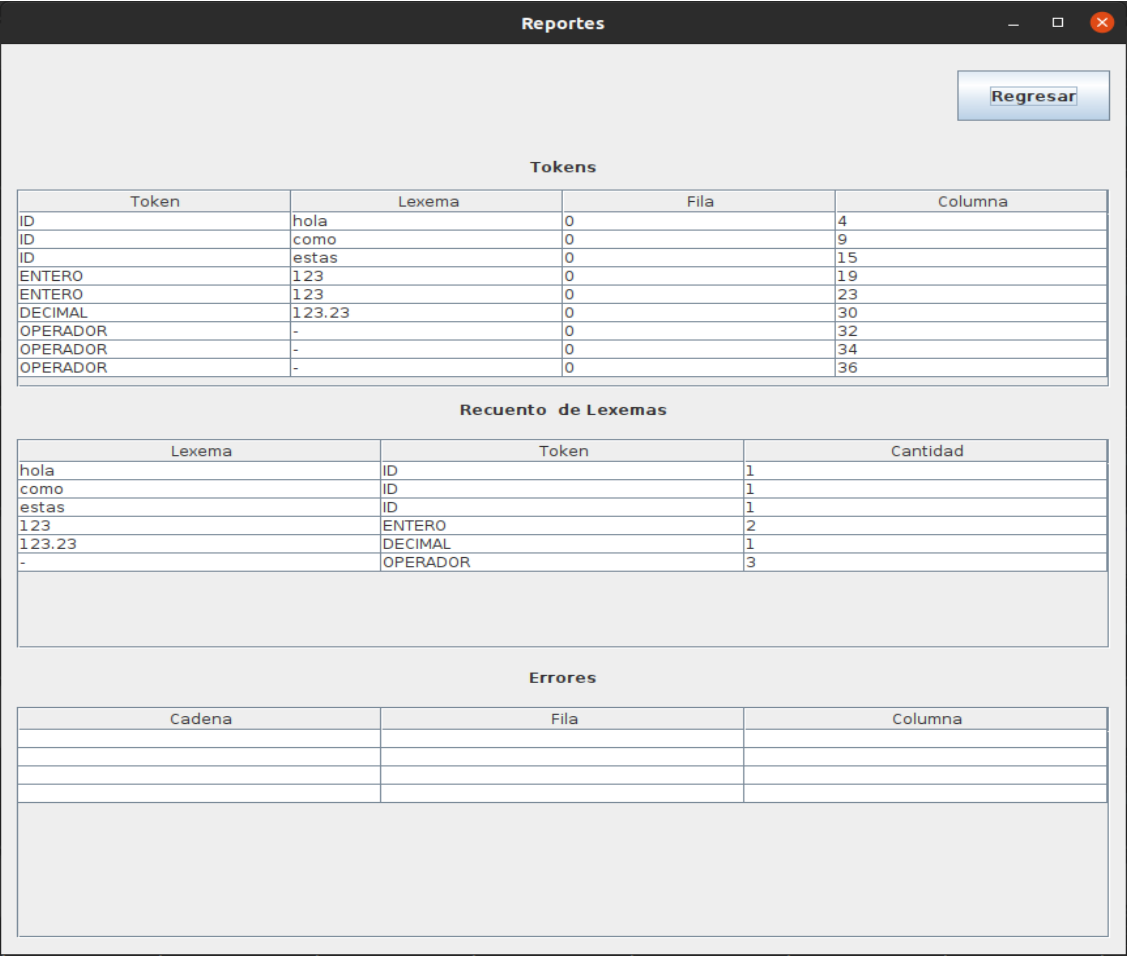 Reportes
Regresar
Tokens
Token Lexema Fila Columna
ID hola 0 4
ID como 0 9
ID estas 0 15
ENTERO 123 0 19
ENTERO 123 0 23
DECIMAL 123.23 0 30
OPERADOR - 0 32
OPERADOR - 0 34
OPERADOR - 0 36
Recuento de Lexemas
Lexema Token Cantidad
hola ID 1
como ID 1
estas ID 1
123 ENTERO 2
123.23 DECIMAL 1
- OPERADOR 3
Errores
Cadena Fila Columna